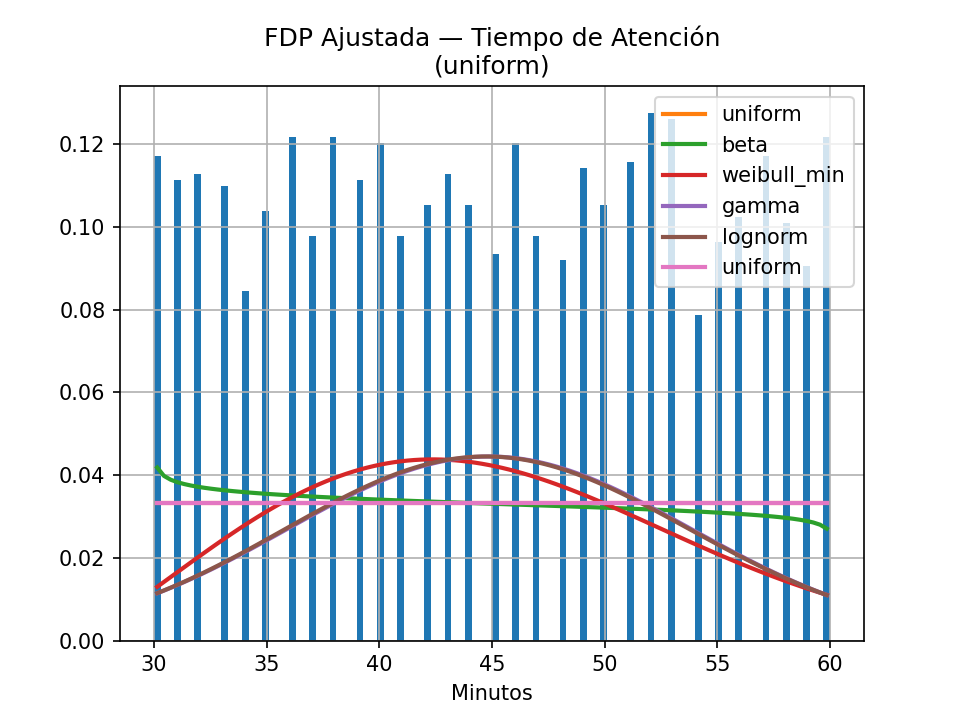 FDP Ajustada — Tiempo de Atención
(uniform)
0.12
0.10
0.08
0.06
0.04
0.02
0.00
uniform
beta
weibull_min
gamma
lognorm
uniform
30
35
40
45
50
55
60
Minutos